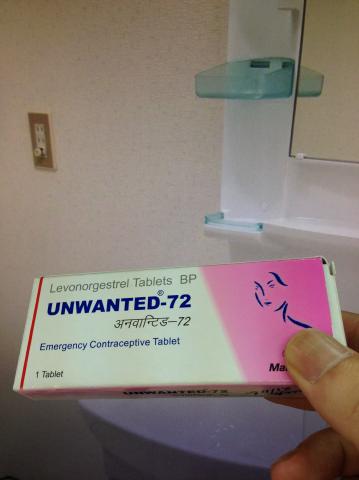 Levonorgestrel Tablets BP
UNWANTED®-72
अनवान्टिड–72
Emergency Contraceptive Tablet
1 Tablet
UNWANTED-72